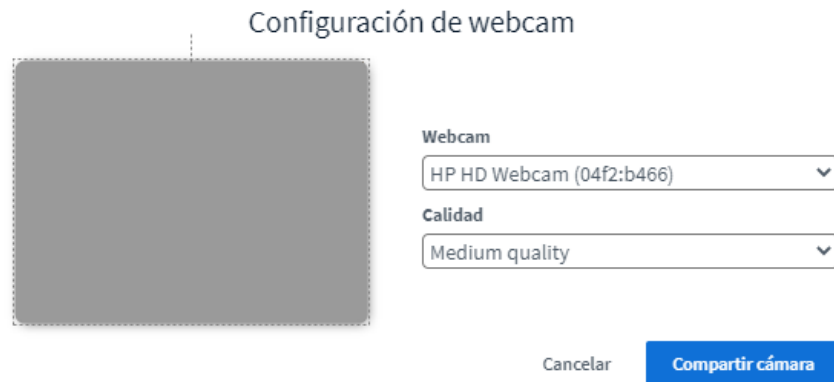 Configuración de webcam
Webcam
HP HD Webcam (04f2:b466)
Calidad
Medium quality
Cancelar Compartir cámara